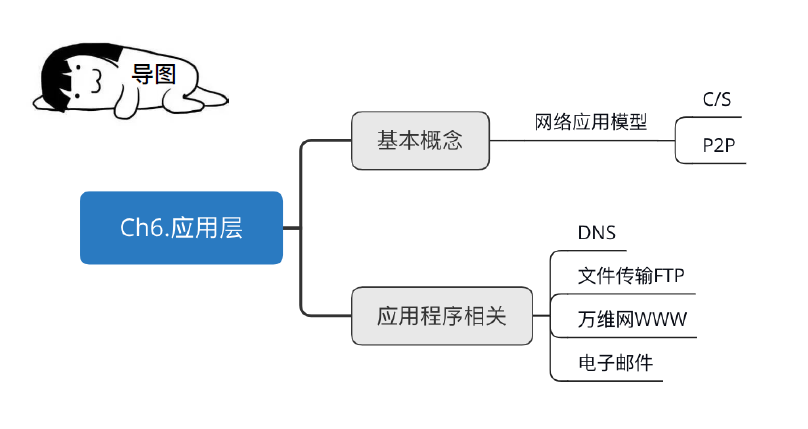 导图
Ch6.应用层
基本概念
网络应用模型
C/S
P2P
应用程序相关
DNS
文件传输FTP
万维网WWW
电子邮件